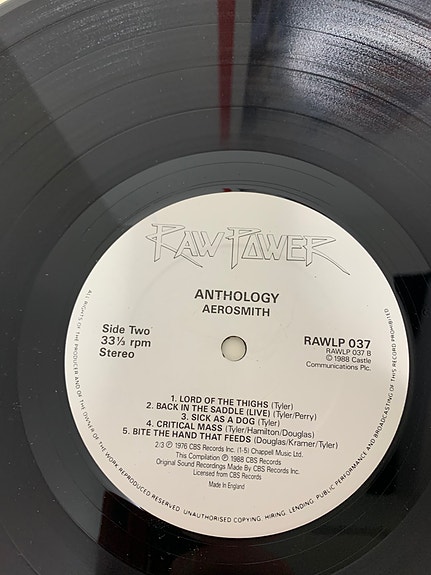 RAW POWER
ANTHOLOGY
AEROSMITH
Side Two
33⅓ rpm
Stereo
RAWLP 037
RAWLP 037 B
© 1988 Castle
Communications Plc.
1. LORD OF THE THIGHS (Tyler)
2. BACK IN THE SADDLE (LIVE) (Tyler/Perry)
3. SICK AS A DOG (Tyler)
4. CRITICAL MASS (Tyler/Hamilton/Douglas)
5. BITE THE HAND THAT FEEDS (Douglas/Kramer/Tyler)
2/3 ℗ 1976 CBS Records Inc. (1-5) Chappell Music Ltd.
This Compilation ℗ 1988 CBS Records
Original Sound Recordings Made By CBS Records Inc.
Licensed from CBS Records
Made in England
ALL RIGHTS OF THE PRODUCER AND OF THE OWNER OF THE WORK REPRODUCED RESERVED. UNAUTHORISED COPYING, HIRING, LENDING, PUBLIC PERFORMANCE AND BROADCASTING OF THIS RECORD PROHIBITED